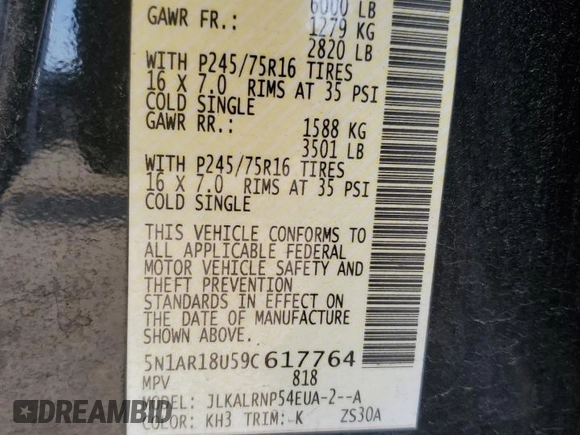 6000 LB
GAWR FR.: 1279 KG
2820 LB
WITH P245/75R16 TIRES
16 X 7.0 RIMS AT 35 PSI
COLD SINGLE
GAWR RR.: 1588 KG
3501 LB
WITH P245/75R16 TIRES
16 X 7.0 RIMS AT 35 PSI
COLD SINGLE
THIS VEHICLE CONFORMS TO
ALL APPLICABLE FEDERAL
MOTOR VEHICLE SAFETY AND
THEFT PREVENTION
STANDARDS IN EFFECT ON
THE DATE OF MANUFACTURE
SHOWN ABOVE.
5N1AR18U59C617764
MPV 818
MODEL: JLKALRNP54EUA-2--A
COLOR: KH3 TRIM: K ZS30A
DREAMBID